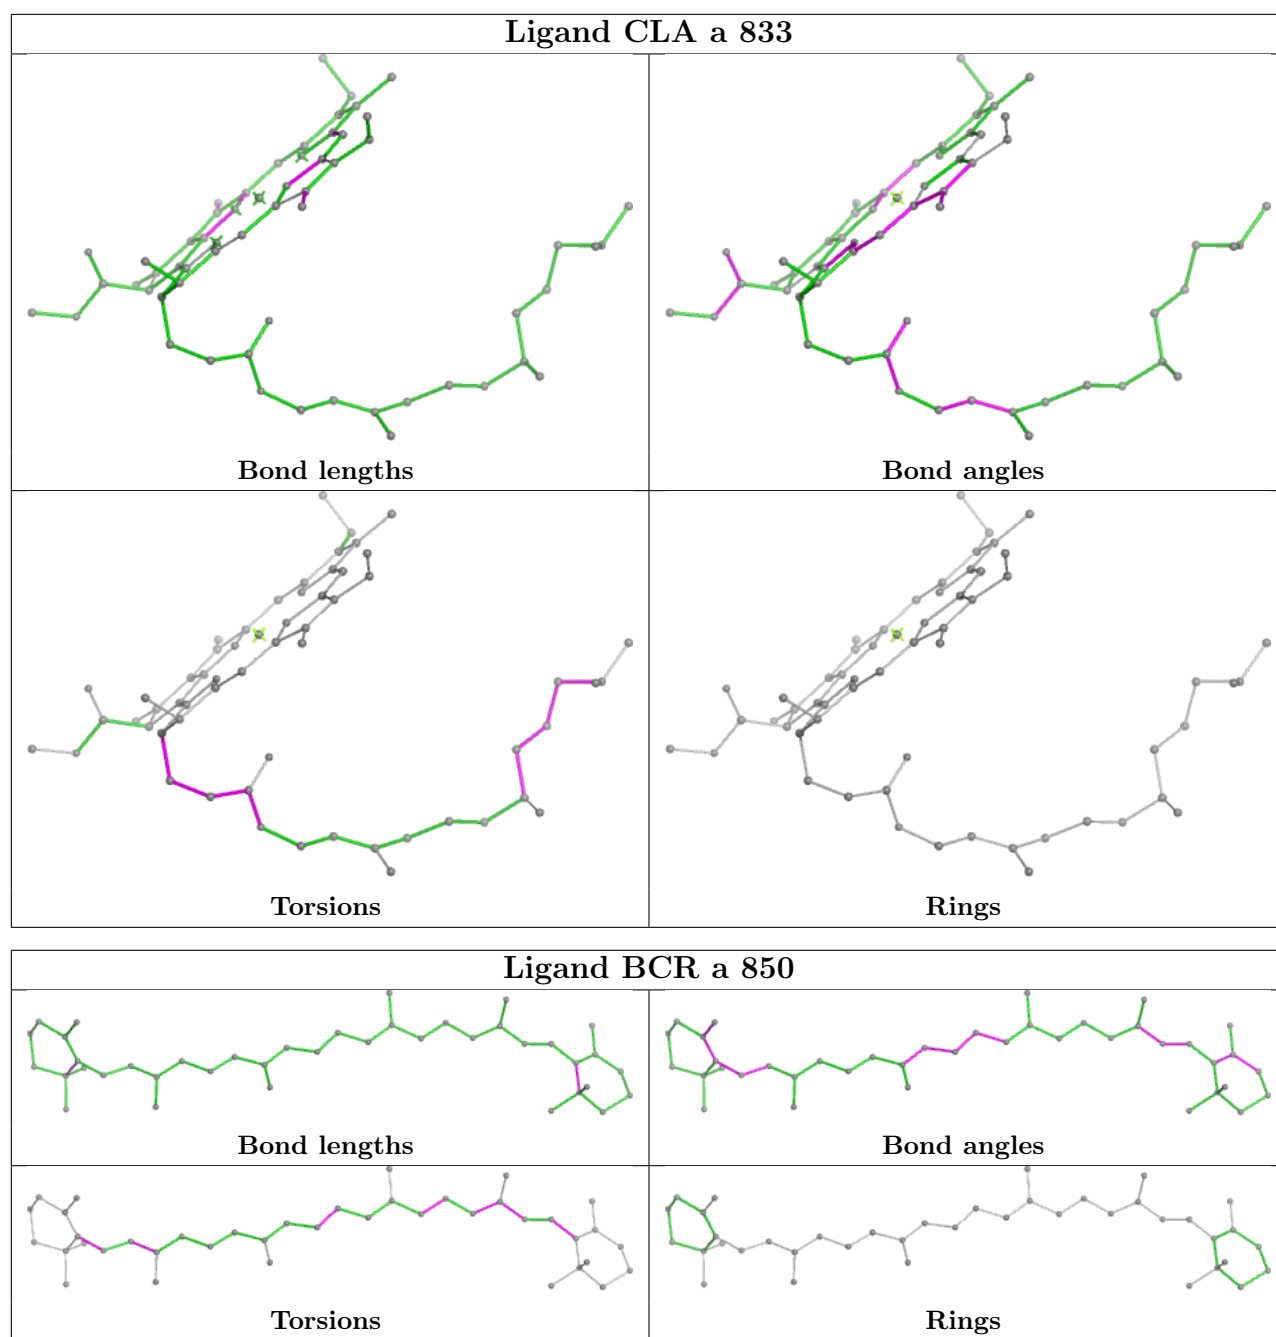 Ligand CLA a 833
Bond lengths
Bond angles
Torsions
Rings
Ligand BCR a 850
Bond lengths
Bond angles
Torsions
Rings